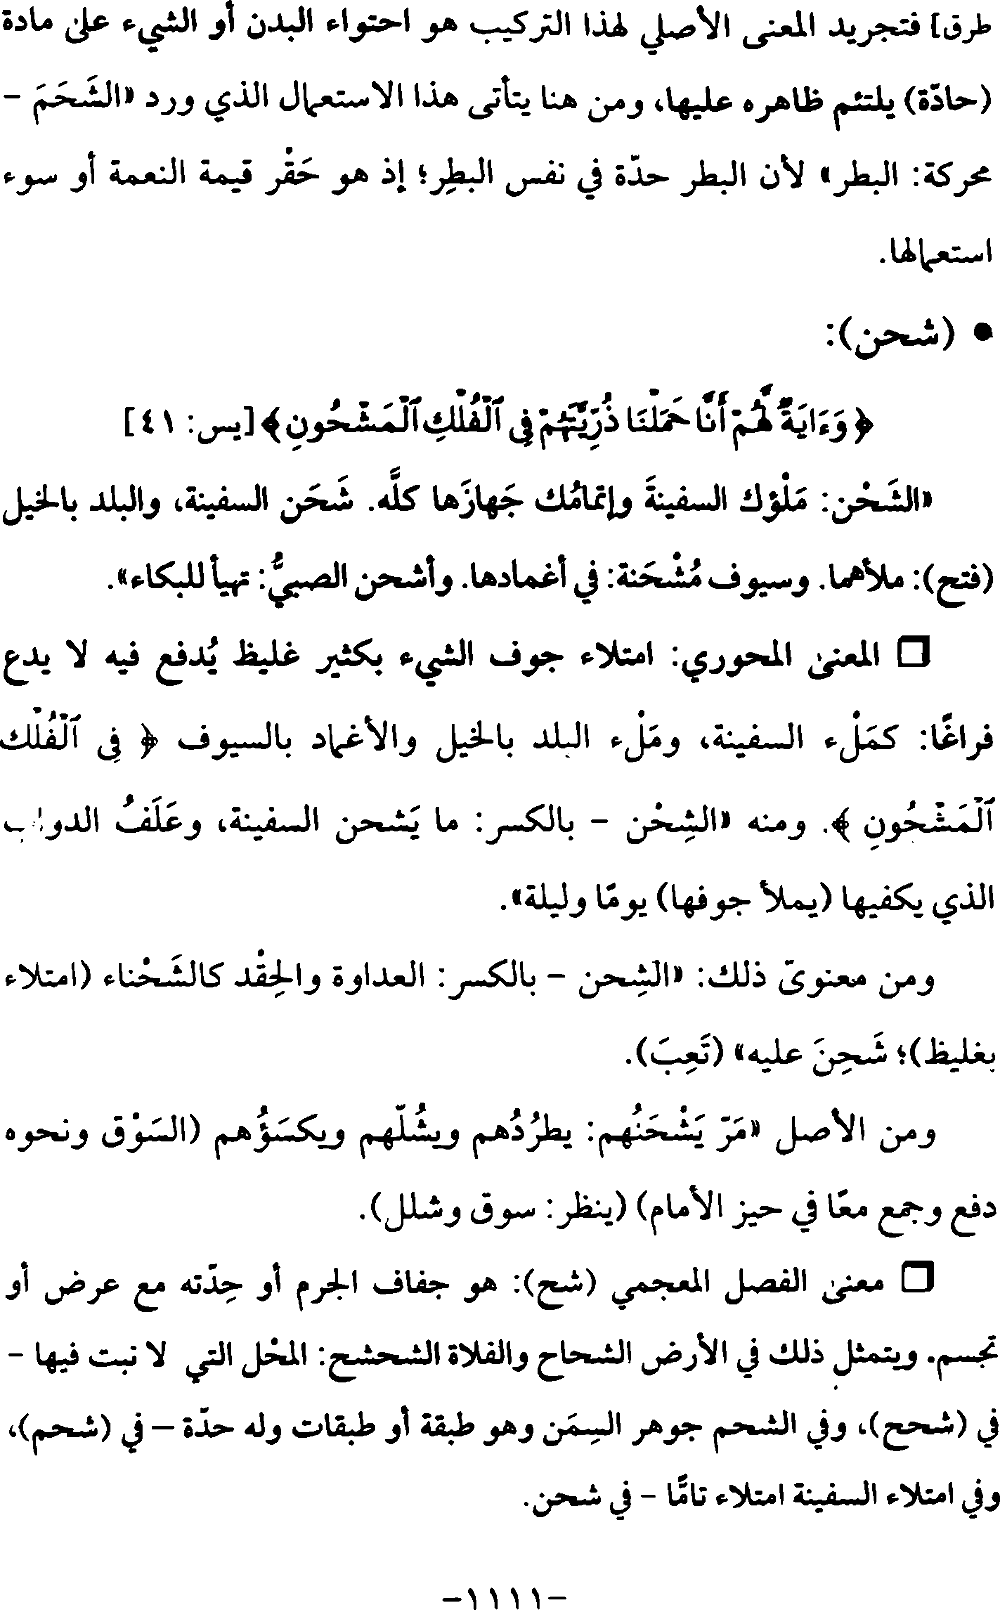 طرق] فتجريد المعنى الأصلي لهذا التركيب هو احتواء البدن أو الشيء على مادة
(حادّة) يلتئم ظاهره عليها، ومن هنا يتأتى هذا الاستعمال الذي ورد «الشَحَمَ –
محركة: البطر» لأن البطر حدّة في نفس البطِر؛ إذ هو حَقْر قيمة النعمة أو سوء
استعمالها.
• (شحن):
﴿ وَءَايَةٌ لَّهُمْ أَنَّا حَمَلْنَا ذُرِّيَّتَهُمْ فِى ٱلْفُلْكِ ٱلْمَشْحُونِ ﴾ [يس: ٤١]
«الشَحْن: مَلْؤك السفينةَ وإتمامُك جَهازَها كلَّه. شَحَن السفينة، والبلد بالخيل
(فتح): ملأهما. وسيوف مُشْحَنة: في أغمادها. وأشحن الصبيُّ: تهيأ للبكاء».
□ المعنى المحوري: امتلاء جوف الشيء بكثير غليظ يُدفع فيه لا يدع
فراغًا: كمَلْء السفينة، ومَلْء البلد بالخيل والأغماد بالسيوف ﴿ فِى ٱلْفُلْك
ٱلْمَشْحُونِ ﴾. ومنه «الشِحْن – بالكسر: ما يَشحن السفينة، وعَلَفُ الدواب
الذي يكفيها (يملأ جوفها) يومًا وليلة».
ومن معنويّ ذلك: «الشِحن – بالكسر: العداوة والحِقْد كالشَحْناء (امتلاء
بغليظ)؛ شَحِنَ عليه» (تَعِبَ).
ومن الأصل «مَرّ يَشْحَنُهم: يطرُدُهم ويشُلّهم ويكسَؤُهم (السَوْق ونحوه
دفع وجمع معًا في حيز الأمام) (ينظر: سوق وشلل).
□ معنى الفصل المعجمي (شح): هو جفاف الجرم أو حِدّته مع عرض أو
تجسم. ويتمثل ذلك في الأرض الشحاح والفلاة الشحشح: المحْل التي لا نبت فيها –
في (شحح)، وفي الشحم جوهر السِمَن وهو طبقة أو طبقات وله حدّة – في (شحم)،
وفي امتلاء السفينة امتلاء تامًّا – في شحن.
–١١١١–